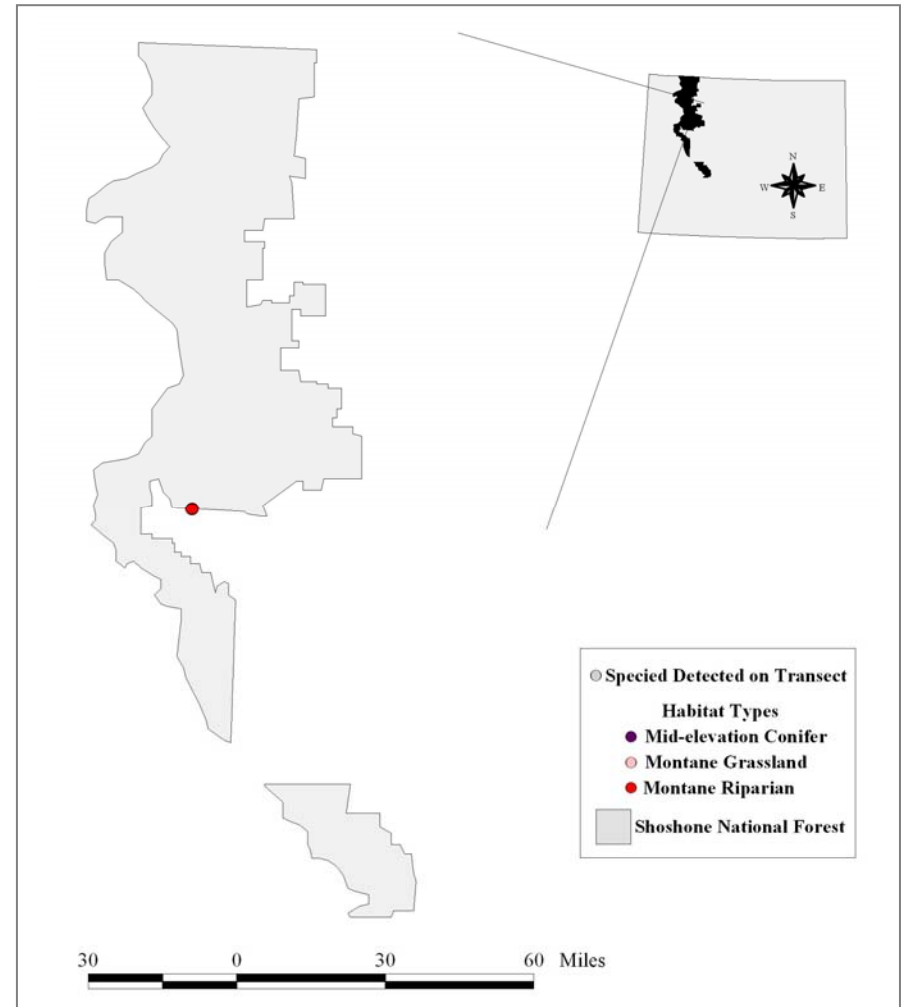 N
W E
S
Specied Detected on Transect
Habitat Types
Mid-elevation Conifer
Montane Grassland
Montane Riparian
Shoshone National Forest
30 0 30 60 Miles